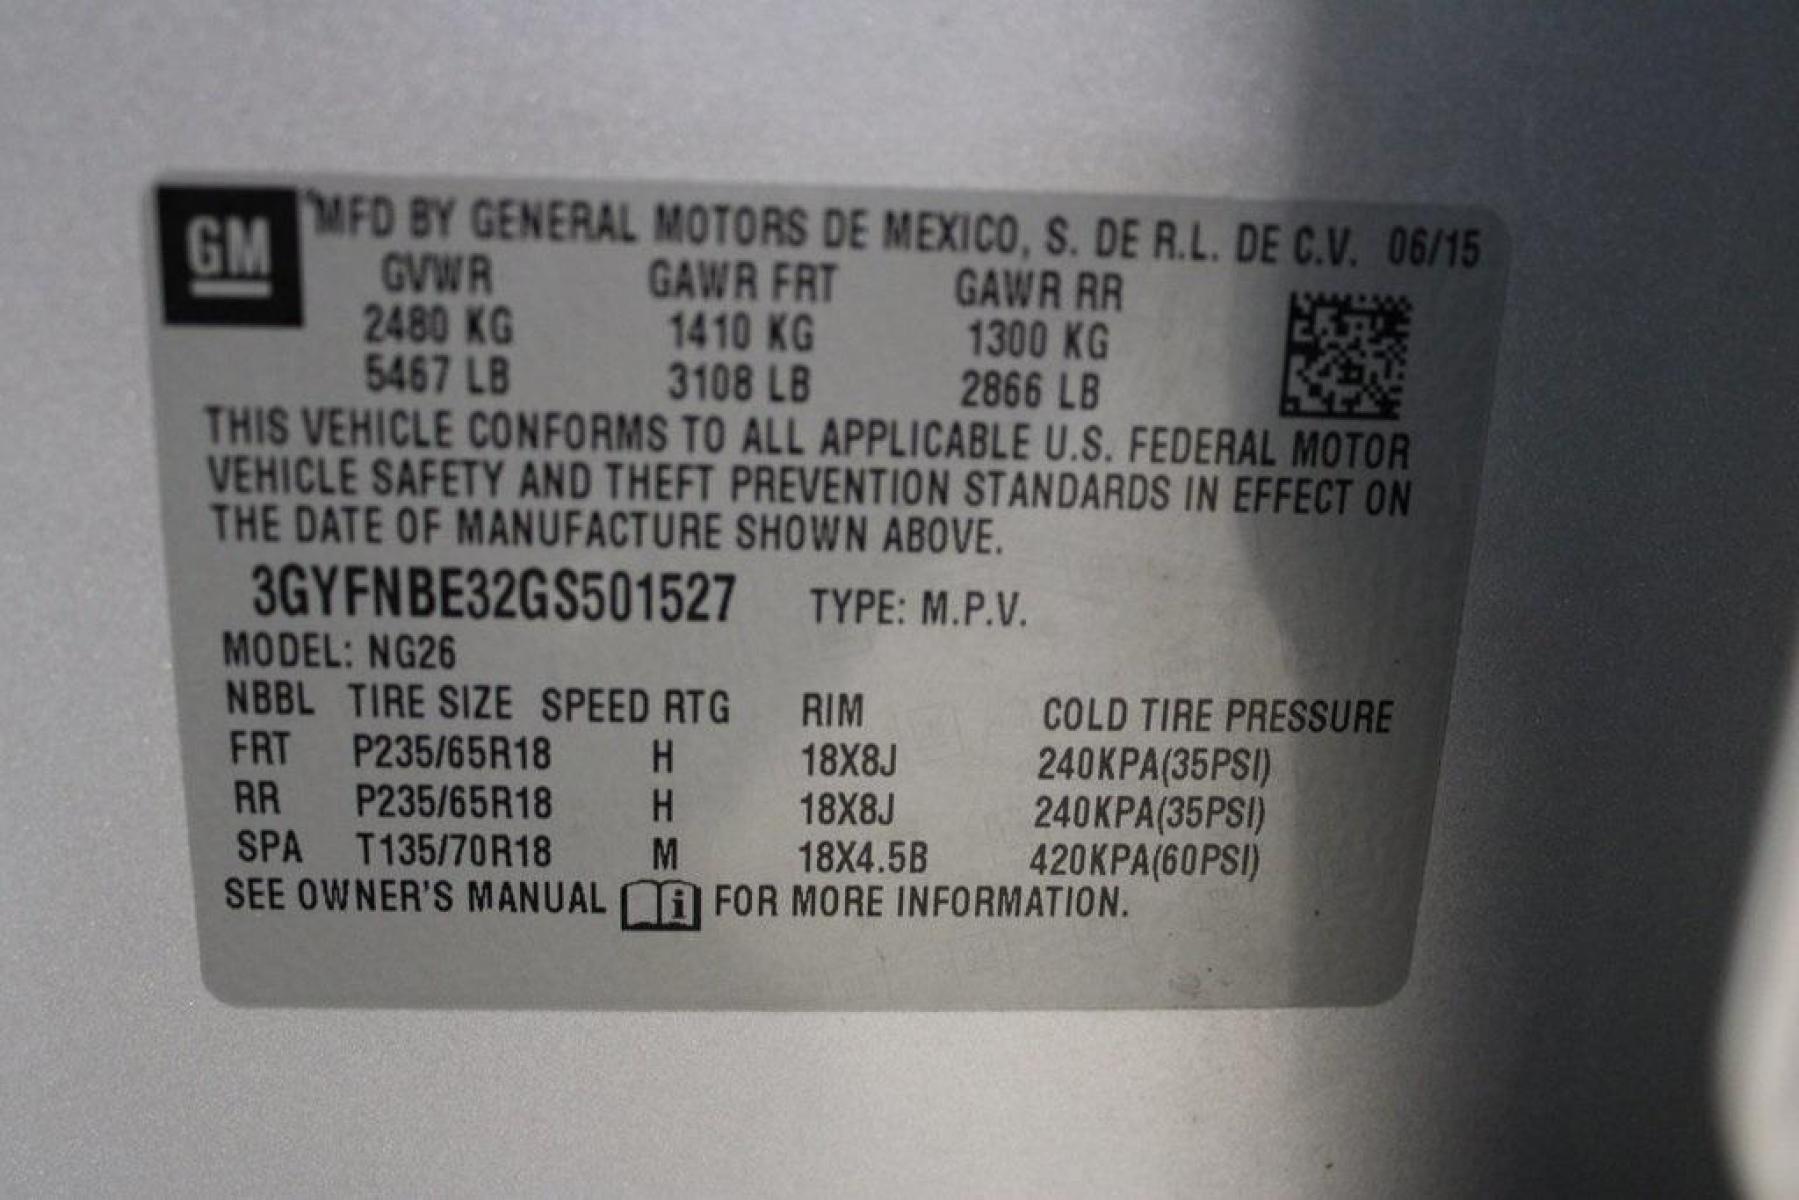 GM
MFD BY GENERAL MOTORS DE MEXICO, S. DE R.L. DE C.V. 06/15
GVWR GAWR FRT GAWR RR
2480 KG 1410 KG 1300 KG
5467 LB 3108 LB 2866 LB
THIS VEHICLE CONFORMS TO ALL APPLICABLE U.S. FEDERAL MOTOR
VEHICLE SAFETY AND THEFT PREVENTION STANDARDS IN EFFECT ON
THE DATE OF MANUFACTURE SHOWN ABOVE.
3GYFNBE32GS501527 TYPE: M.P.V.
MODEL: NG26
NBBL TIRE SIZE SPEED RTG RIM COLD TIRE PRESSURE
FRT P235/65R18 H 18X8J 240KPA(35PSI)
RR P235/65R18 H 18X8J 240KPA(35PSI)
SPA T135/70R18 M 18X4.5B 420KPA(60PSI)
SEE OWNER'S MANUAL i FOR MORE INFORMATION.